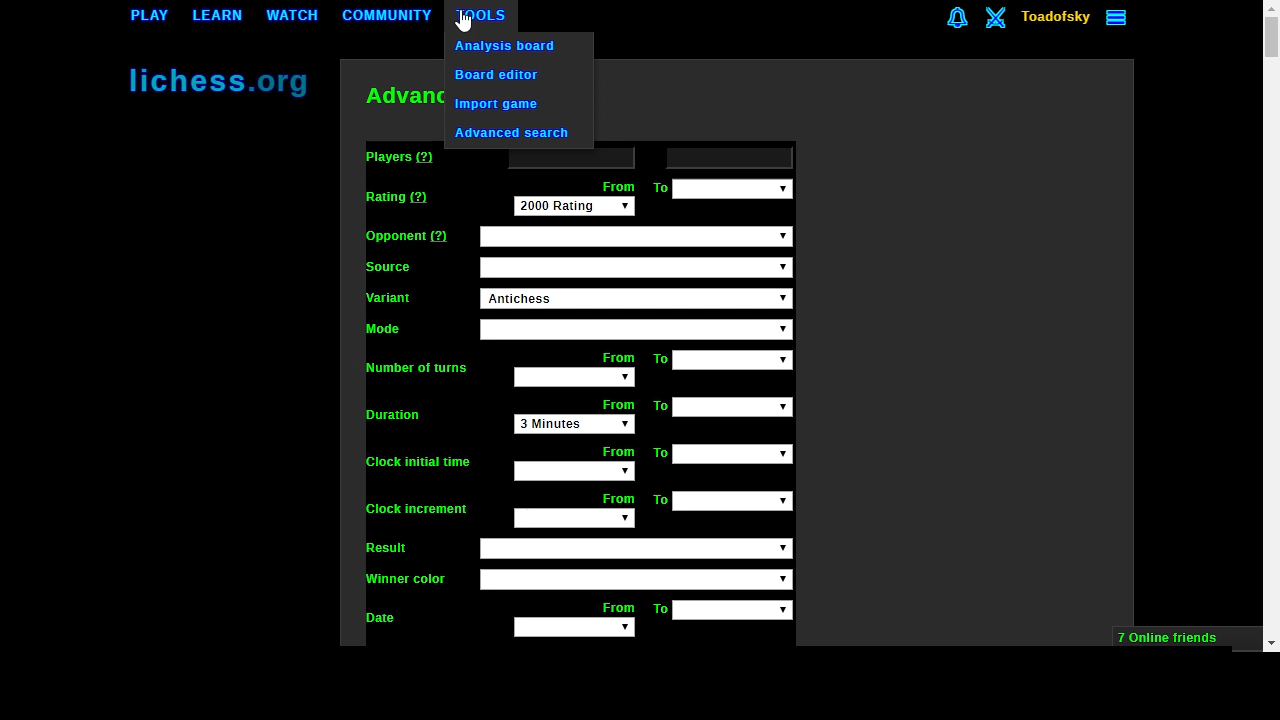 PLAY LEARN WATCH COMMUNITY TOOLS Toadofsky
Analysis board
Board editor
Import game
Advanced search
lichess.org
Players (?)
Rating (?) From To
2000 Rating
Opponent (?)
Source
Variant Antichess
Mode
Number of turns From To
Duration From To
3 Minutes
Clock initial time From To
Clock increment From To
Result
Winner color
Date From To
7 Online friends